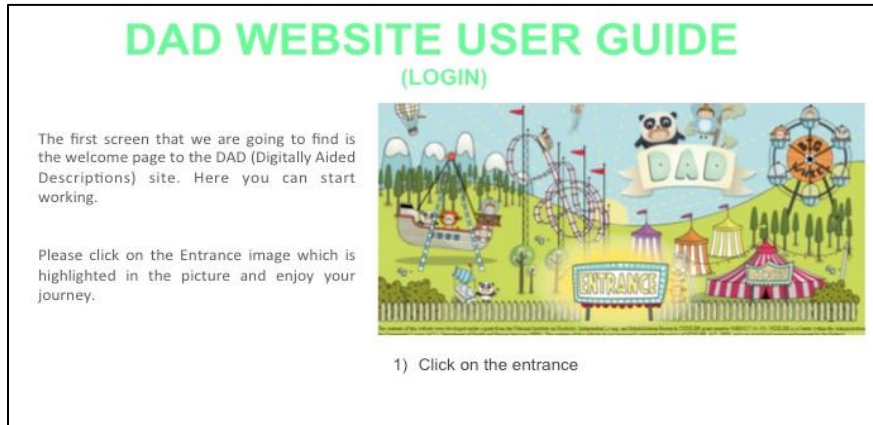 DAD WEBSITE USER GUIDE
(LOGIN)
The first screen that we are going to find is
the welcome page to the DAD (Digitally Aided
Descriptions) site. Here you can start
working.
Please click on the Entrance image which is
highlighted in the picture and enjoy your
journey.
DAD
BIG
ENTRANCE
1) Click on the entrance